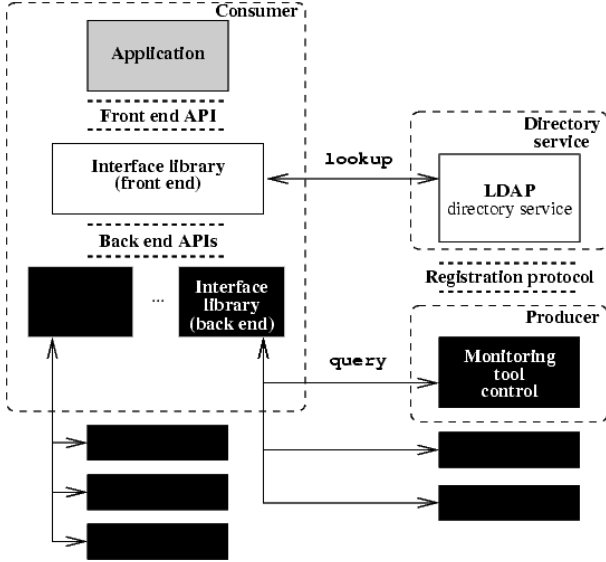 Consumer
Application
Front end API
Interface library
(front end)
lookup
Directory
service
LDAP
directory service
Back end APIs
Registration protocol
...
Interface
library
(back end)
Producer
query
Monitoring
tool
control